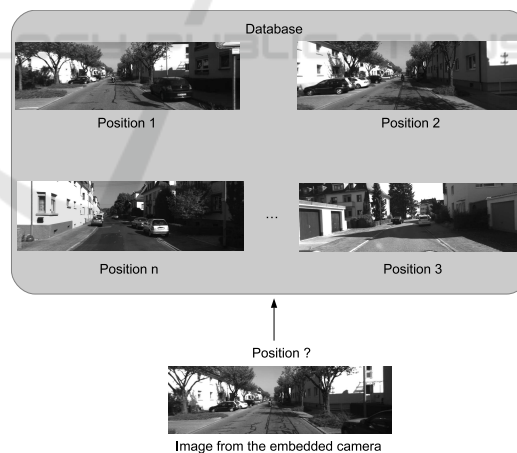 Database
Position 1
Position 2
Position n
...
Position 3
Position ?
Image from the embedded camera